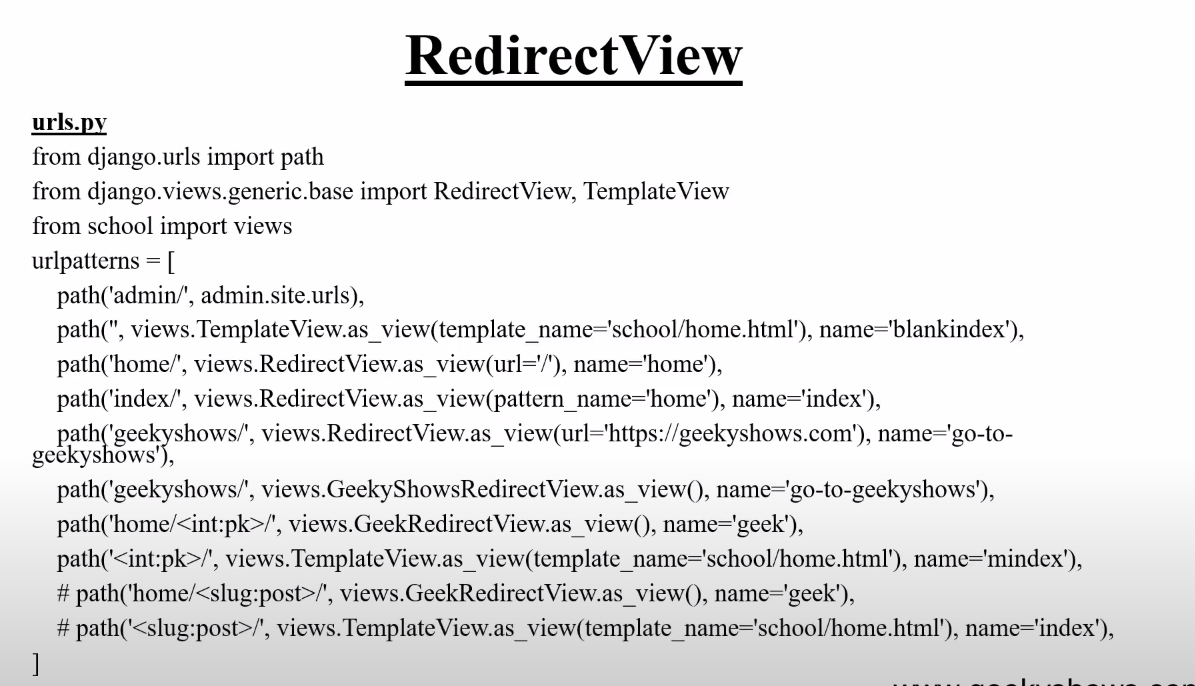 RedirectView
urls.py
from django.urls import path
from django.views.generic.base import RedirectView, TemplateView
from school import views
urlpatterns = [
path('admin/', admin.site.urls),
path('', views.TemplateView.as_view(template_name='school/home.html'), name='blankindex'),
path('home/', views.RedirectView.as_view(url='/'), name='home'),
path('index/', views.RedirectView.as_view(pattern_name='home'), name='index'),
path('geekyshows/', views.RedirectView.as_view(url='https://geekyshows.com'), name='go-to-
geekyshows'),
path('geekyshows/', views.GeekyShowsRedirectView.as_view(), name='go-to-geekyshows'),
path('home/<int:pk>/', views.GeekRedirectView.as_view(), name='geek'),
path('<int:pk>/', views.TemplateView.as_view(template_name='school/home.html'), name='mindex'),
# path('home/<slug:post>/', views.GeekRedirectView.as_view(), name='geek'),
# path('<slug:post>/', views.TemplateView.as_view(template_name='school/home.html'), name='index'),
]